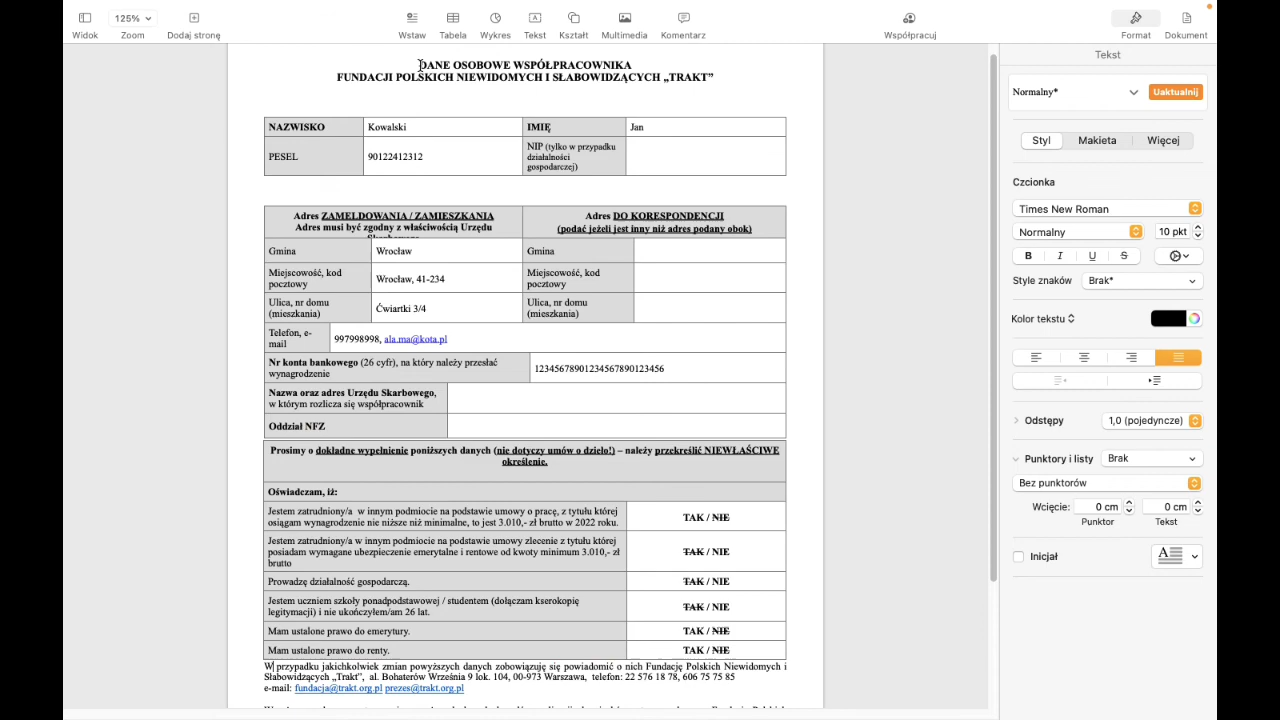 125%
Widok Zoom Dodaj stronę Wstaw Tabela Wykres Tekst Kształt Multimedia Komentarz Współpracuj Format Dokument
DANE OSOBOWE WSPÓŁPRACOWNIKA
FUNDACJI POLSKICH NIEWIDOMYCH I SŁABOWIDZĄCYCH „TRAKT”
NAZWISKO Kowalski IMIĘ Jan
PESEL 90122412312 NIP (tylko w przypadku
działalności
gospodarczej)
Adres ZAMELDOWANIA / ZAMIESZKANIA
Adres musi być zgodny z właściwością Urzędu
Skarbowego
Adres DO KORESPONDENCJI
(podać jeżeli jest inny niż adres podany obok)
Gmina Wrocław Gmina
Miejscowość, kod
pocztowy
Wrocław, 41-234
Miejscowość, kod
pocztowy
Ulica, nr domu
(mieszkania)
Ćwiartki 3/4
Ulica, nr domu
(mieszkania)
Telefon, e-
mail
997998998, ala.ma@kota.pl
Nr konta bankowego (26 cyfr), na który należy przesłać
wynagrodzenie
12345678901234567890123456
Nazwa oraz adres Urzędu Skarbowego,
w którym rozlicza się współpracownik
Oddział NFZ
Prosimy o dokładne wypełnienie poniższych danych (nie dotyczy umów o dzieło!) – należy przekreślić NIEWŁAŚCIWE
określenie.
Oświadczam, iż:
Jestem zatrudniony/a w innym podmiocie na podstawie umowy o pracę, z tytułu której
osiągam wynagrodzenie nie niższe niż minimalne, to jest 3.010,- zł brutto w 2022 roku.
TAK / NIE
Jestem zatrudniony/a w innym podmiocie na podstawie umowy zlecenie z tytułu której
posiadam wymagane ubezpieczenie emerytalne i rentowe od kwoty minimum 3.010,- zł
brutto
TAK / NIE
Prowadzę działalność gospodarczą. TAK / NIE
Jestem uczniem szkoły ponadpodstawowej / studentem (dołączam kserokopię
legitymacji) i nie ukończyłem/am 26 lat.
TAK / NIE
Mam ustalone prawo do emerytury. TAK / NIE
Mam ustalone prawo do renty. TAK / NIE
W przypadku jakichkolwiek zmian powyższych danych zobowiązuję się powiadomić o nich Fundację Polskich Niewidomych i
Słabowidzących „Trakt”, al. Bohaterów Września 9 lok. 104, 00-973 Warszawa, telefon: 22 576 18 78, 606 75 75 85
e-mail: fundacja@trakt.org.pl prezes@trakt.org.pl
Tekst
Normalny* Uaktualnij
Styl Makieta Więcej
Czcionka
Times New Roman
Normalny 10 pkt
B I U S
Style znaków Brak*
Kolor tekstu
Odstępy 1,0 (pojedyncze)
Punktory i listy Brak
Bez punktorów
Wcięcie: 0 cm 0 cm
Punktor Tekst
Inicjał A